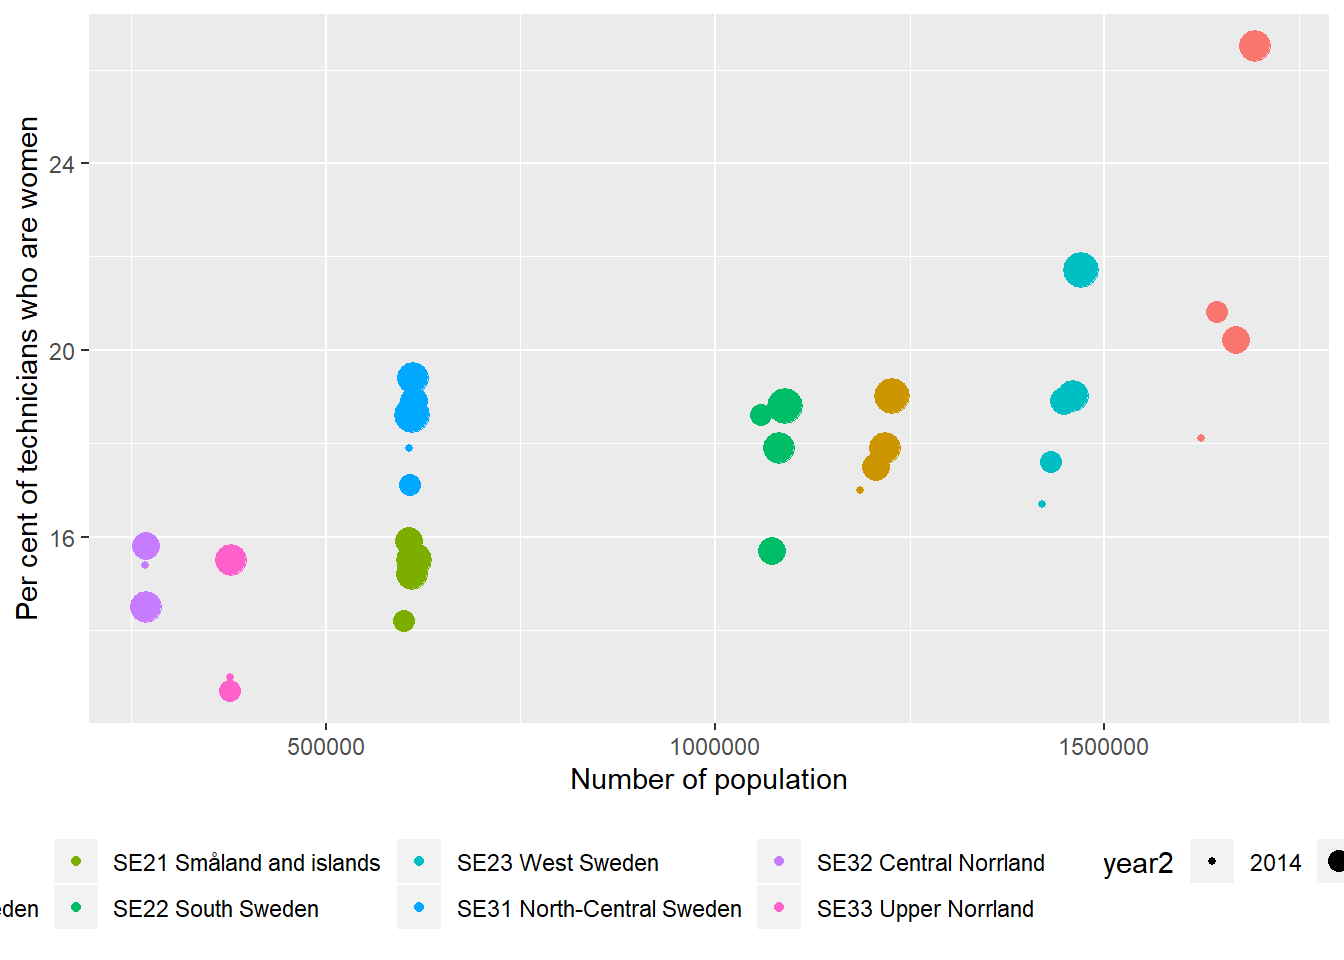 Per cent of technicians who are women
24
20
16
500000 1000000 1500000
Number of population
SE21 Småland and islands SE23 West Sweden SE32 Central Norrland year2 2014
eden SE22 South Sweden SE31 North-Central Sweden SE33 Upper Norrland